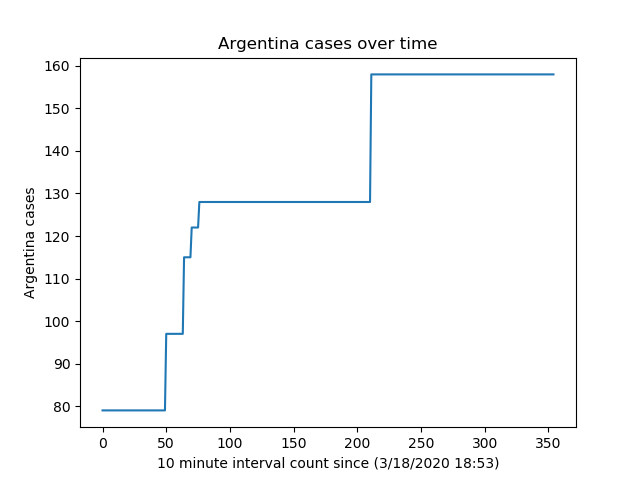 Argentina cases over time
160
150
140
130
120
110
100
90
80
Argentina cases
0 50 100 150 200 250 300 350
10 minute interval count since (3/18/2020 18:53)